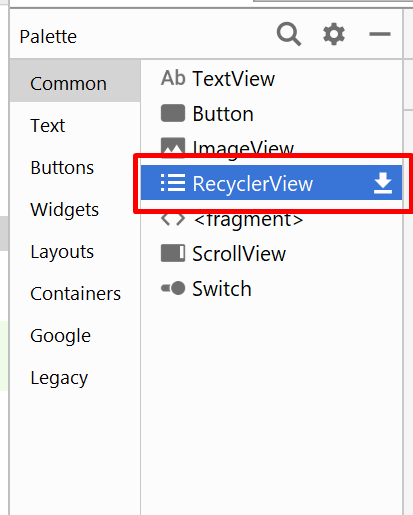 Palette
Common
Text
Buttons
Widgets
Layouts
Containers
Google
Legacy
Ab TextView
Button
ImageView
RecyclerView
<fragment>
ScrollView
Switch